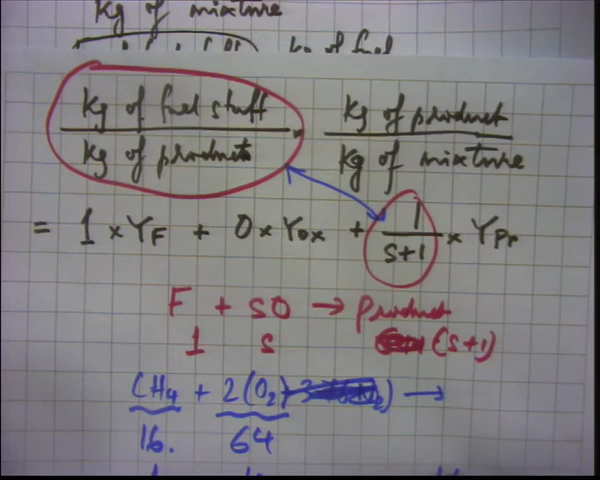 Kg of mixture
kg of fuel
Kg of fuel stuff Kg of product
Kg of products · Kg of mixture
= 1 × Y_F + 0 × Y_ox + 1/(s+1) × Y_Pr
F + sO → product
1 s (s+1)
CH4 + 2(O2) →
16. 64